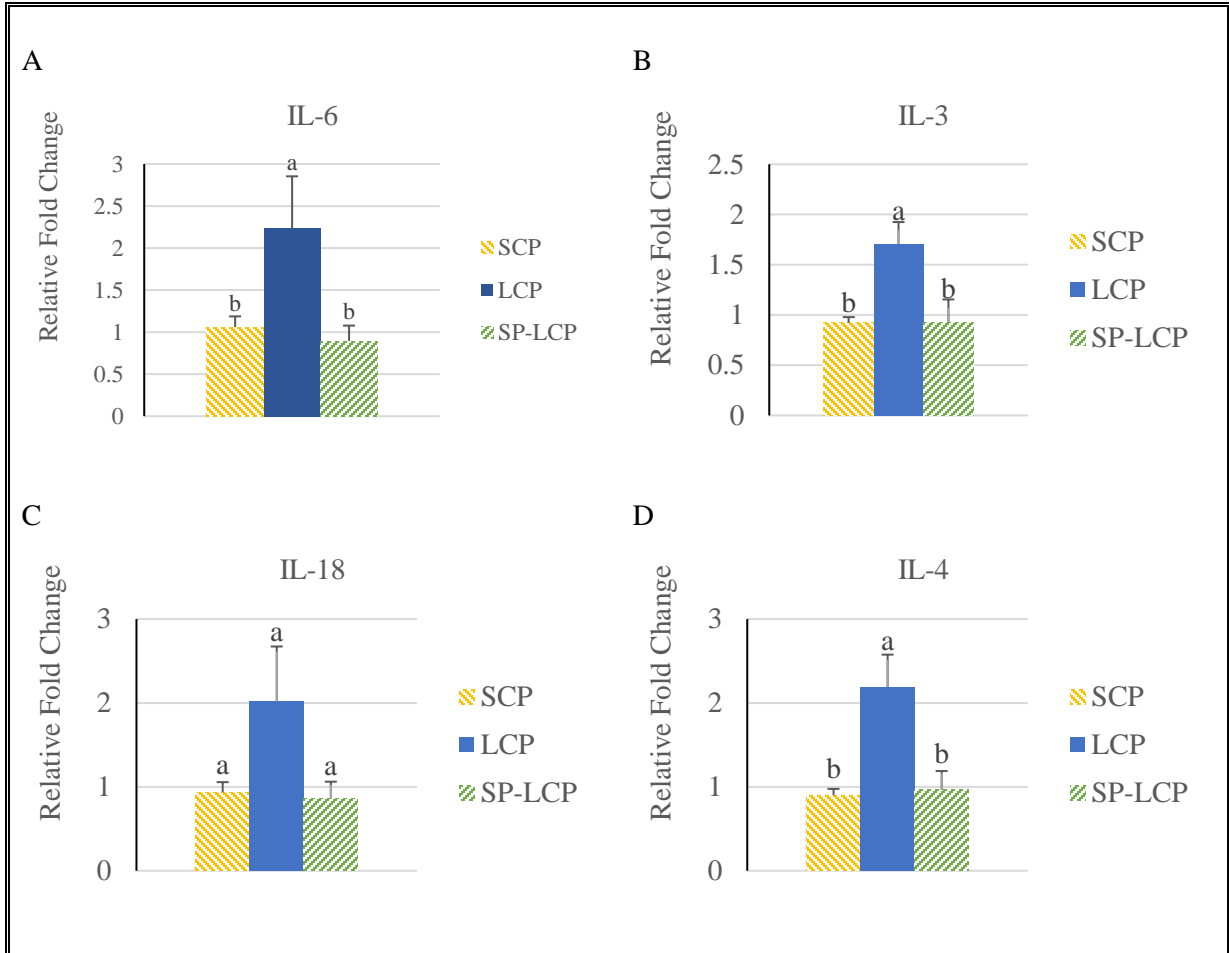 A
IL-6
Relative Fold Change
3
2.5
2
1.5
1
0.5
0
b
a
b
SCP
LCP
SP-LCP
B
IL-3
Relative Fold Change
2.5
2
1.5
1
0.5
0
b
a
b
SCP
LCP
SP-LCP
C
IL-18
Relative Fold Change
3
2
1
0
a
a
a
SCP
LCP
SP-LCP
D
IL-4
Relative Fold Change
3
2
1
0
b
a
b
SCP
LCP
SP-LCP